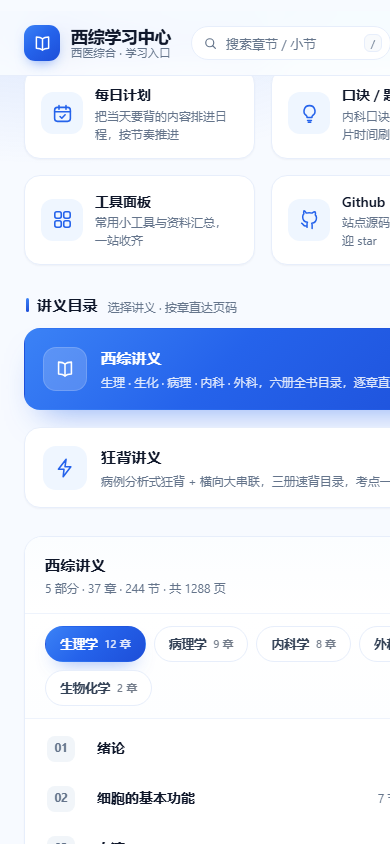 西综学习中心
西医综合 · 学习入口
搜索章节 / 小节
/
每日计划
把当天要背的内容排进日
程，按节奏推进
口诀 /
内科口诀
片时间刷
工具面板
常用小工具与资料汇总，
一站收齐
Github
站点源码
迎 star
讲义目录 选择讲义 · 按章直达页码
西综讲义
生理 · 生化 · 病理 · 内科 · 外科，六册全书目录，逐章直
狂背讲义
病例分析式狂背 + 横向大串联，三册速背目录，考点一
西综讲义
5 部分 · 37 章 · 244 节 · 共 1288 页
生理学 12 章
病理学 9 章
内科学 8 章
生物化学 2 章
01 绪论
02 细胞的基本功能
7